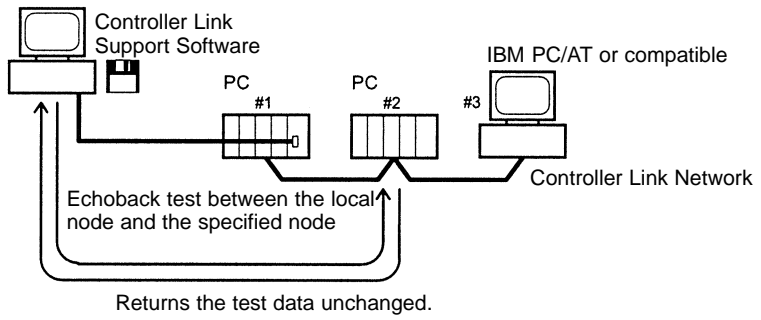 Controller Link
Support Software
IBM PC/AT or compatible
PC
#1
PC
#2
#3
Controller Link Network
Echoback test between the local
node and the specified node
Returns the test data unchanged.